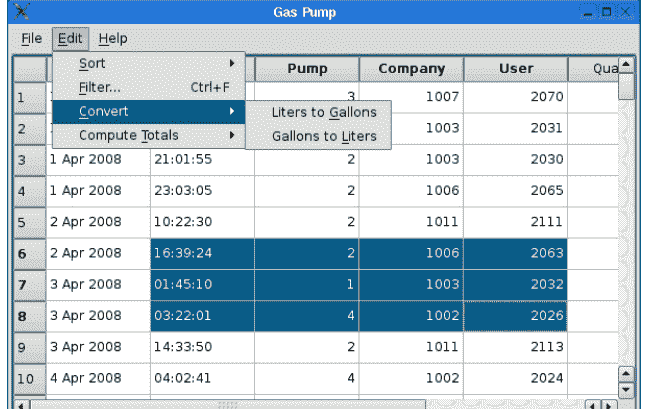 Gas Pump
File Edit Help
Pump Company User Qua
Sort
Filter... Ctrl+F
Convert
Compute Totals
Liters to Gallons
Gallons to Liters
1 3 1007 2070
2 1003 2031
3 1 Apr 2008 21:01:55 2 1003 2030
4 1 Apr 2008 23:03:05 2 1006 2065
5 2 Apr 2008 10:22:30 2 1011 2111
6 2 Apr 2008 16:39:24 2 1006 2063
7 3 Apr 2008 01:45:10 1 1003 2032
8 3 Apr 2008 03:22:01 4 1002 2026
9 3 Apr 2008 14:33:50 2 1011 2113
10 4 Apr 2008 04:02:41 4 1002 2024